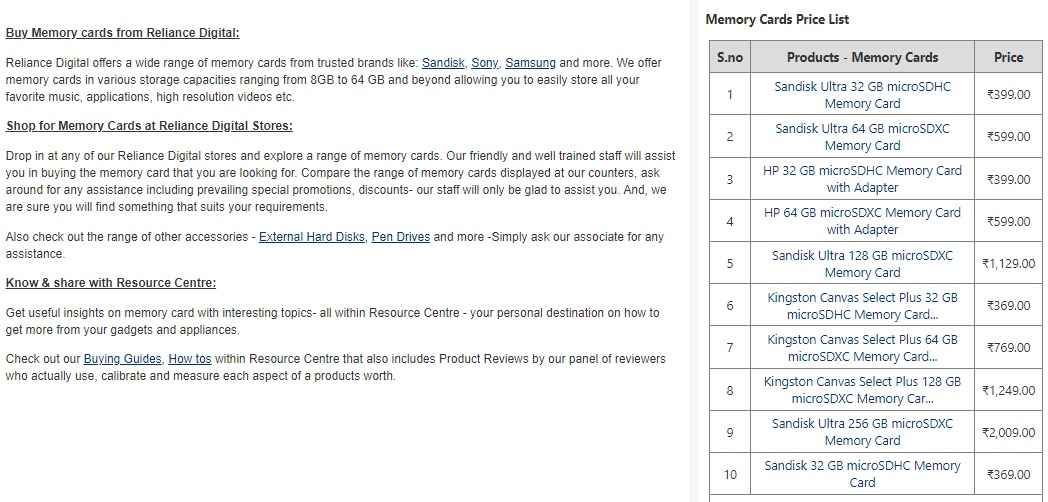 Buy Memory cards from Reliance Digital:
Reliance Digital offers a wide range of memory cards from trusted brands like: Sandisk, Sony, Samsung and more. We offer
memory cards in various storage capacities ranging from 8GB to 64 GB and beyond allowing you to easily store all your
favorite music, applications, high resolution videos etc.
Shop for Memory Cards at Reliance Digital Stores:
Drop in at any of our Reliance Digital stores and explore a range of memory cards. Our friendly and well trained staff will assist
you in buying the memory card that you are looking for. Compare the range of memory cards displayed at our counters, ask
around for any assistance including prevailing special promotions, discounts- our staff will only be glad to assist you. And, we
are sure you will find something that suits your requirements.
Also check out the range of other accessories - External Hard Disks, Pen Drives and more -Simply ask our associate for any
assistance.
Know & share with Resource Centre:
Get useful insights on memory card with interesting topics- all within Resource Centre - your personal destination on how to
get more from your gadgets and appliances.
Check out our Buying Guides, How tos within Resource Centre that also includes Product Reviews by our panel of reviewers
who actually use, calibrate and measure each aspect of a products worth.
Memory Cards Price List
S.no Products - Memory Cards Price
1 Sandisk Ultra 32 GB microSDHC
Memory Card ₹399.00
2 Sandisk Ultra 64 GB microSDXC
Memory Card ₹599.00
3 HP 32 GB microSDHC Memory Card
with Adapter ₹399.00
4 HP 64 GB microSDXC Memory Card
with Adapter ₹599.00
5 Sandisk Ultra 128 GB microSDXC
Memory Card ₹1,129.00
6 Kingston Canvas Select Plus 32 GB
microSDHC Memory Card... ₹369.00
7 Kingston Canvas Select Plus 64 GB
microSDXC Memory Card... ₹769.00
8 Kingston Canvas Select Plus 128 GB
microSDXC Memory Car... ₹1,249.00
9 Sandisk Ultra 256 GB microSDXC
Memory Card ₹2,009.00
10 Sandisk 32 GB microSDHC Memory
Card ₹369.00